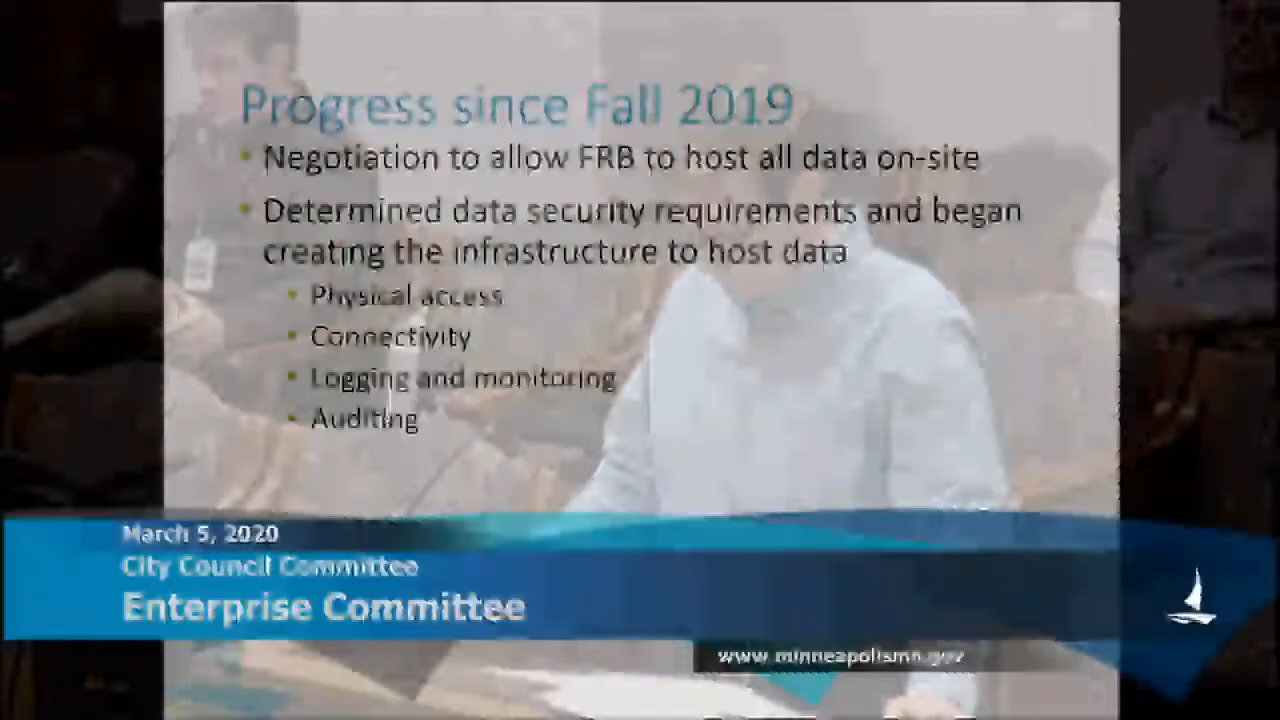 Progress since Fall 2019
• Negotiation to allow FRB to host all data on-site
• Determined data security requirements and began
creating the infrastructure to host data
• Physical access
• Connectivity
• Logging and monitoring
• Auditing
March 5, 2020
City Council Committee
Enterprise Committee
www.minneapolismn.gov